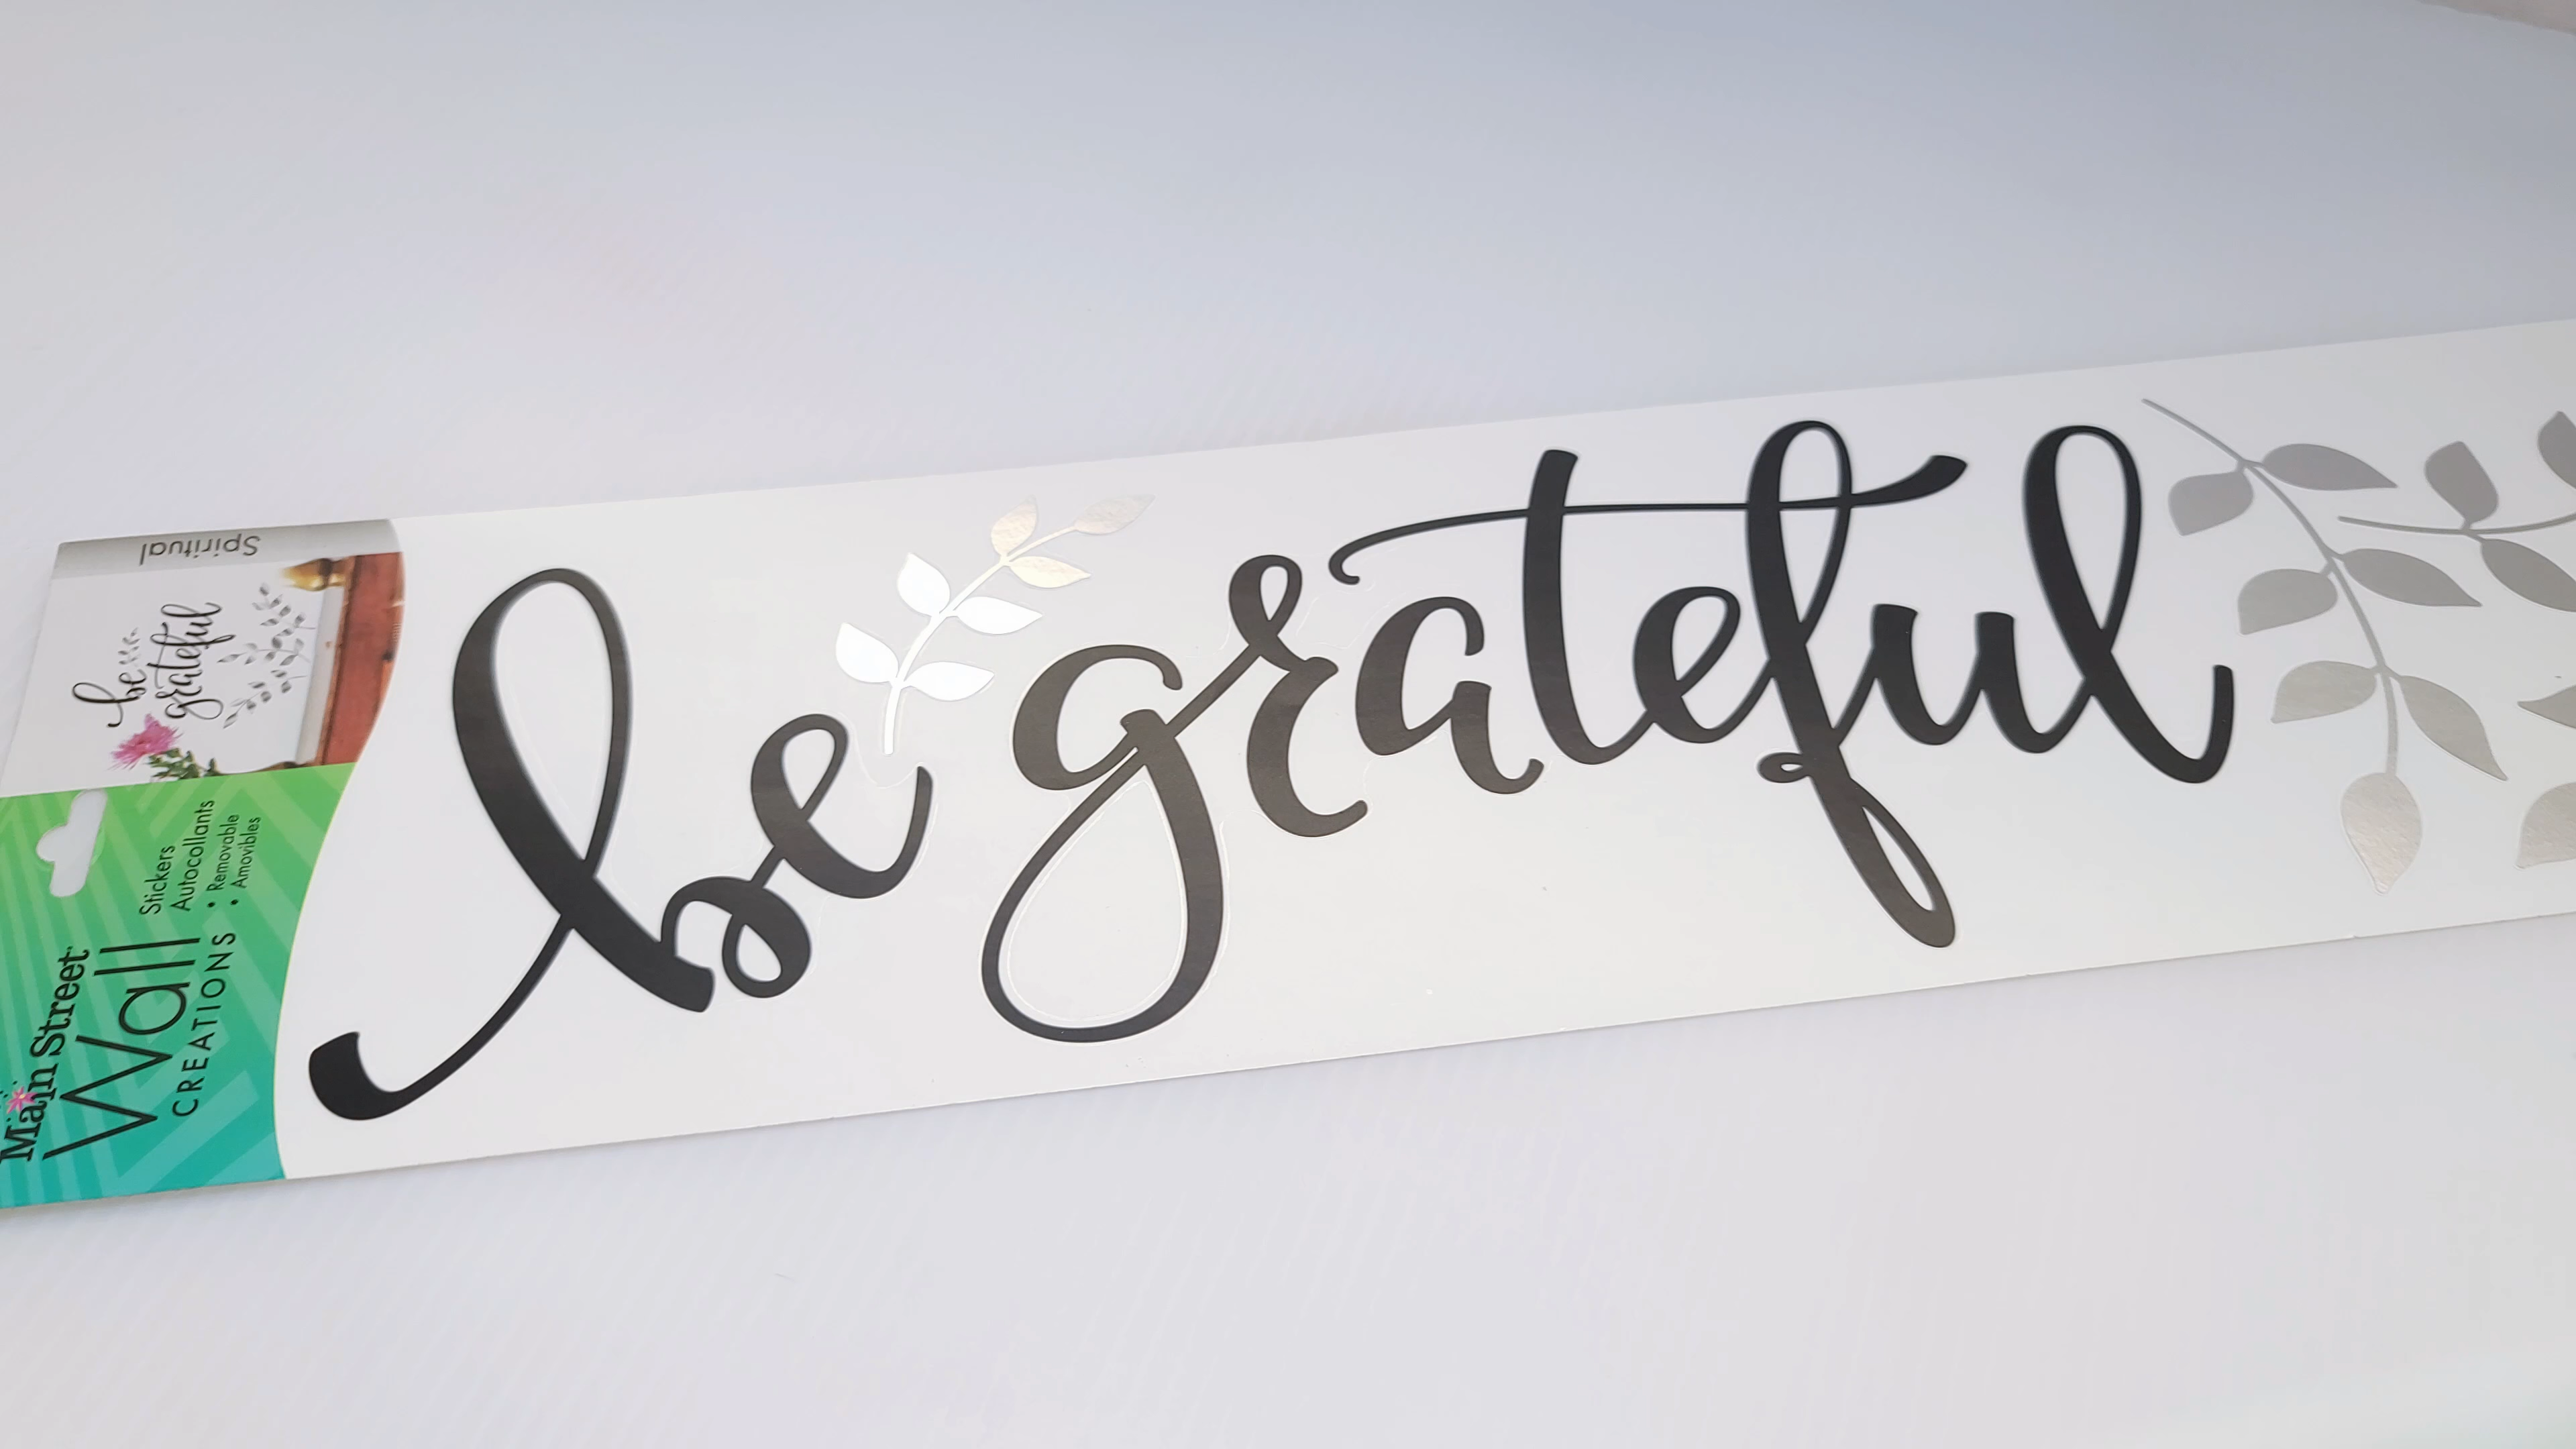 be grateful
Spiritual
be
grateful
Main Street
Wall
CREATIONS
Stickers
Autocollants
• Removable
• Amovibles